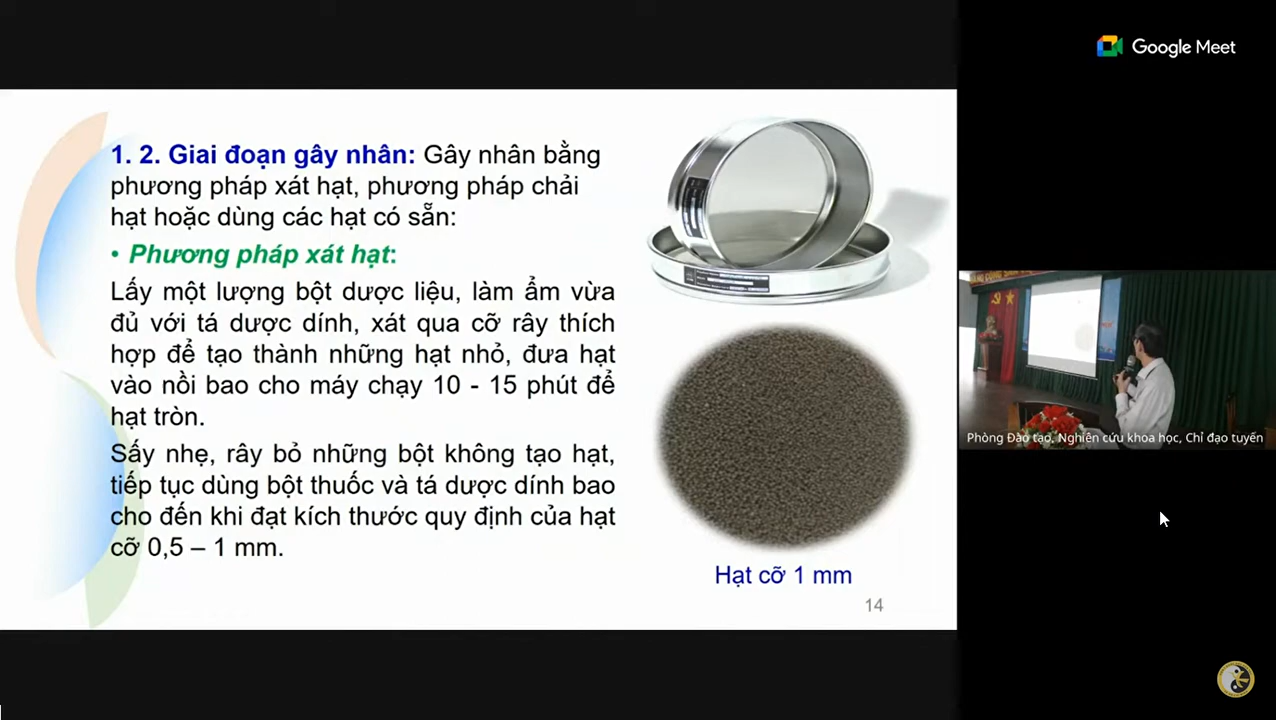 Google Meet
1. 2. Giai đoạn gây nhân: Gây nhân bằng
phương pháp xát hạt, phương pháp chải
hạt hoặc dùng các hạt có sẵn:
• Phương pháp xát hạt:
Lấy một lượng bột dược liệu, làm ẩm vừa
đủ với tá dược dính, xát qua cỡ rây thích
hợp để tạo thành những hạt nhỏ, đưa hạt
vào nồi bao cho máy chạy 10 - 15 phút để
hạt tròn.
Sấy nhẹ, rây bỏ những bột không tạo hạt,
tiếp tục dùng bột thuốc và tá dược dính bao
cho đến khi đạt kích thước quy định của hạt
cỡ 0,5 – 1 mm.
Hạt cỡ 1 mm
14
Phòng Đào tạo, Nghiên cứu khoa học, Chỉ đạo tuyến